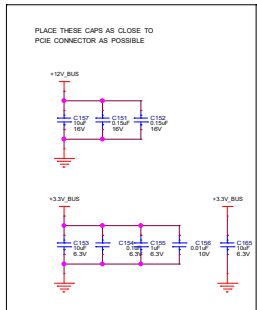 PLACE THESE CAPS AS CLOSE TO
PCIE CONNECTOR AS POSSIBLE
+12V_BUS
C157 C151 C152
10uF 0.15uF 0.15uF
16V 16V 16V
+3.3V_BUS +3.3V_BUS
C153 C154 C155 C156 C165
10uF 1uF 0.01uF 10uF
6.3V 6.3V 6.3V 10V 6.3V